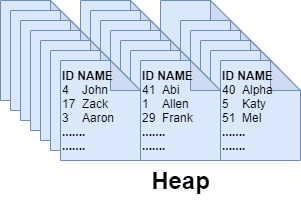 ID NAME
4 John
17 Zack
3 Aaron
.......
.......
ID NAME
41 Abi
1 Allen
29 Frank
.......
.......
ID NAME
40 Alpha
5 Katy
51 Mel
.......
.......
Heap